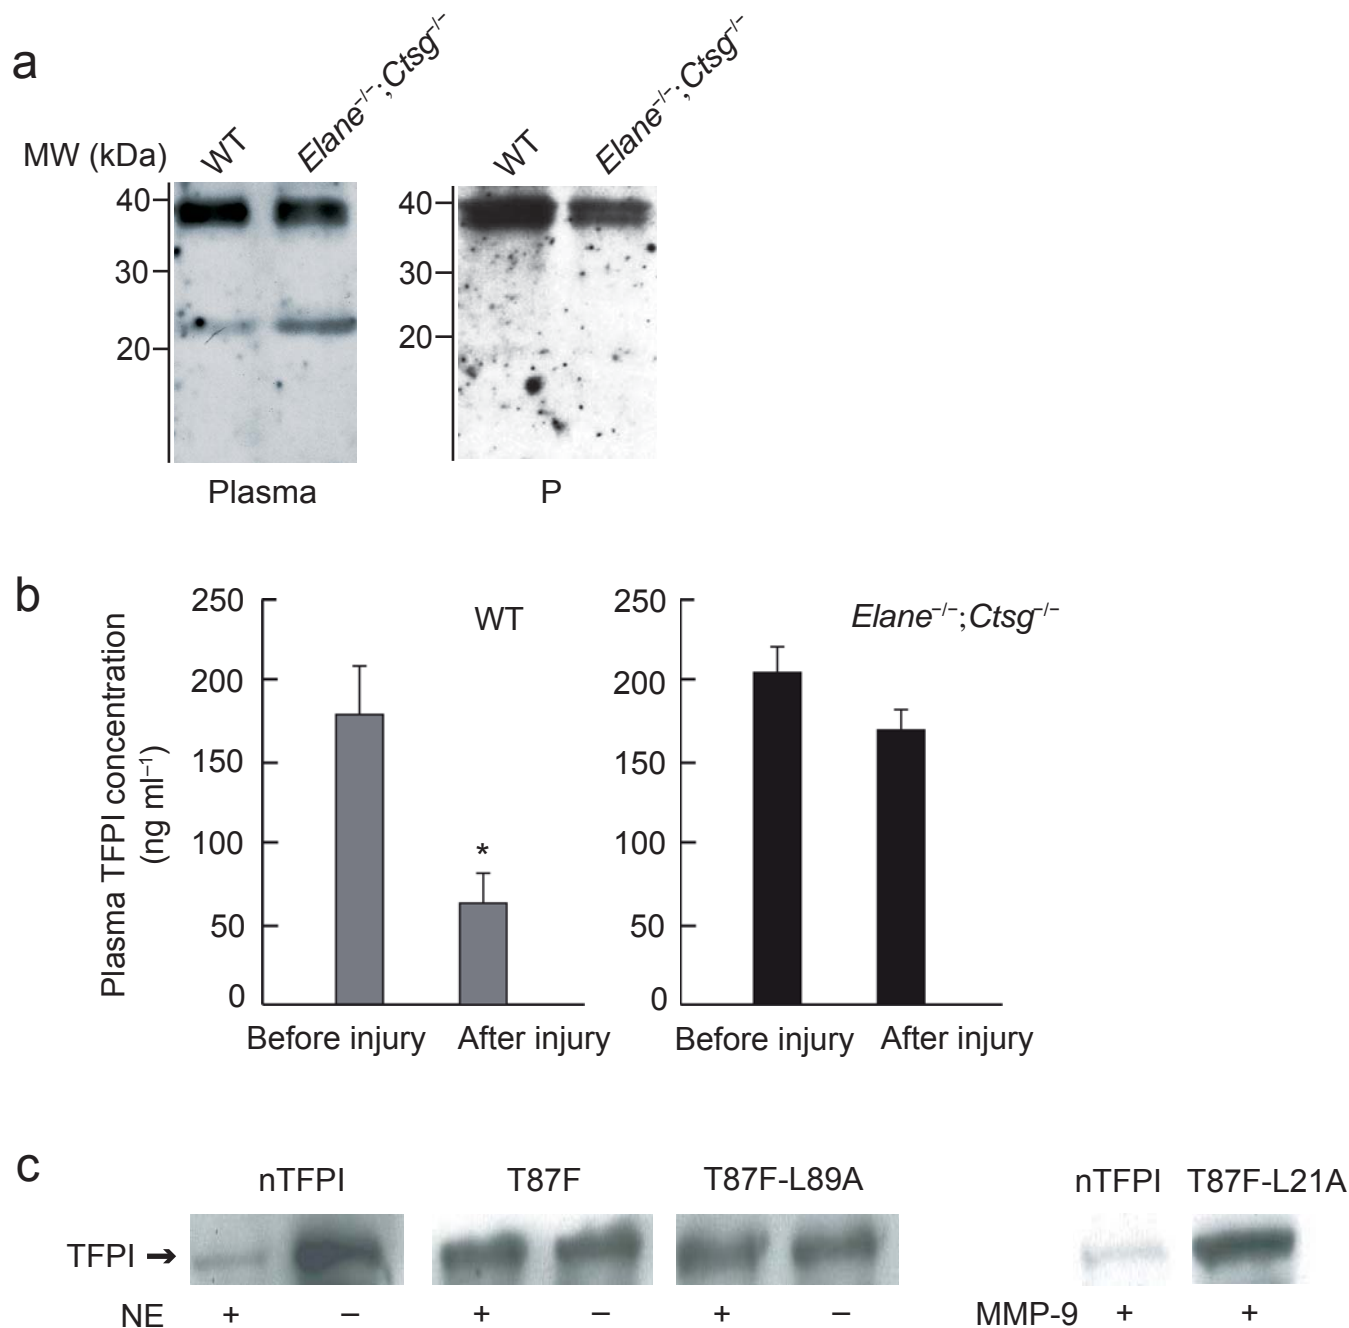 a
MW (kDa)
WT
Elane−/−;Ctsg−/−
WT
Elane−/−;Ctsg−/−
40
30
20
40
30
20
Plasma
P
b
Plasma TFPI concentration
(ng ml−1)
250
200
150
100
50
0
WT
*
Before injury
After injury
250
200
150
100
50
0
Elane−/−;Ctsg−/−
Before injury
After injury
c
nTFPI T87F T87F-L89A nTFPI T87F-L21A
TFPI →
NE + − + − + − MMP-9 + +